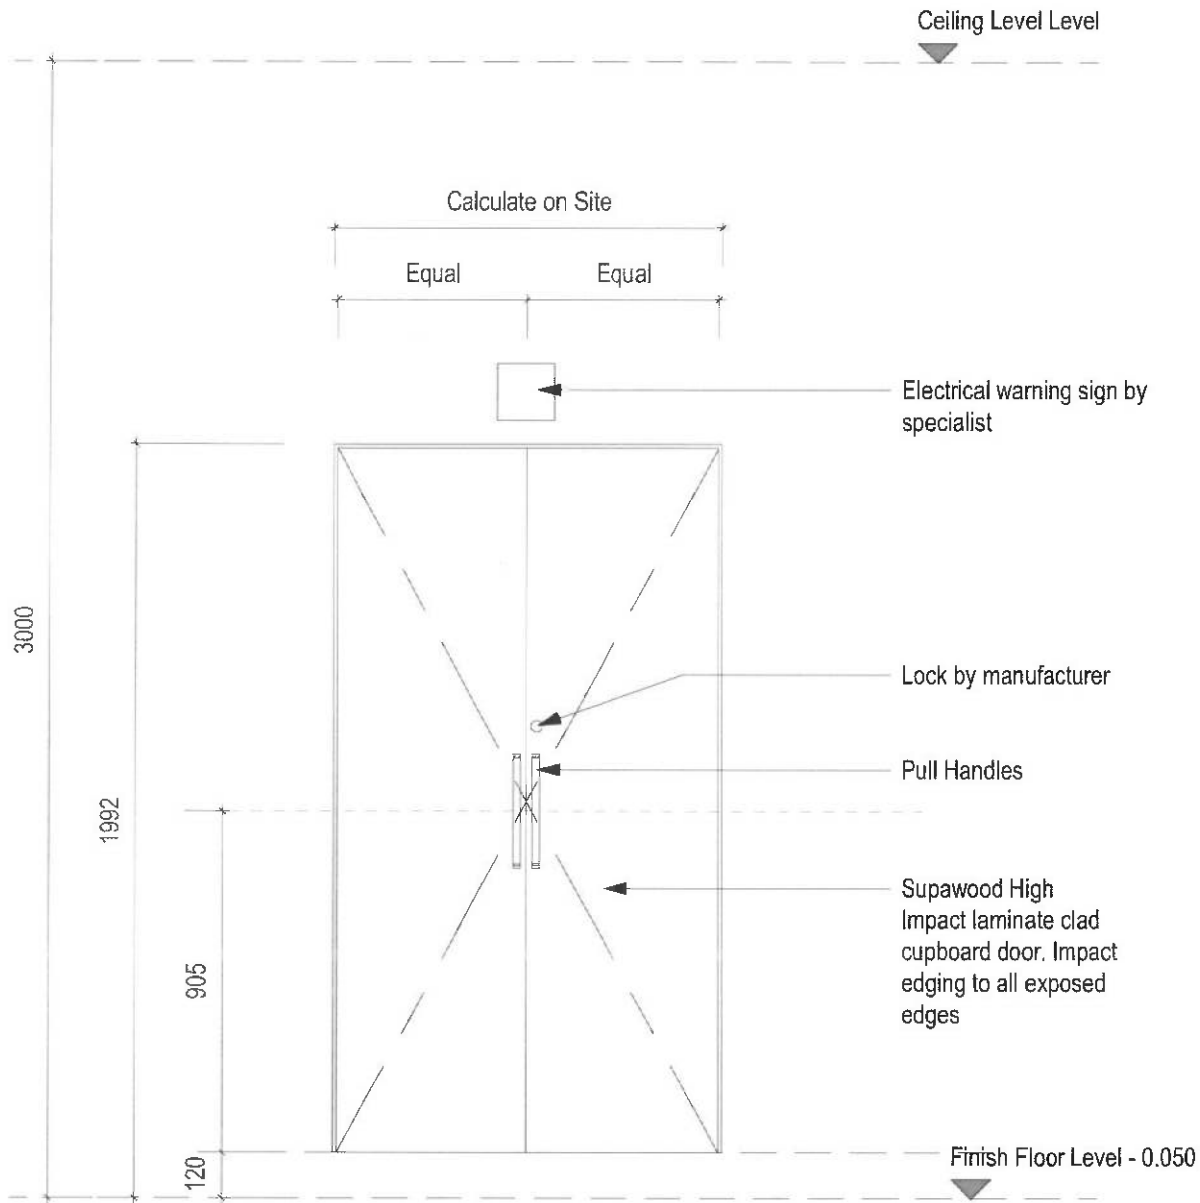 Ceiling Level Level
Calculate on Site
Equal
Equal
Electrical warning sign by
specialist
3000
Lock by manufacturer
Pull Handles
1992
Supawood High
Impact laminate clad
cupboard door. Impact
edging to all exposed
edges
905
120
Finish Floor Level - 0.050